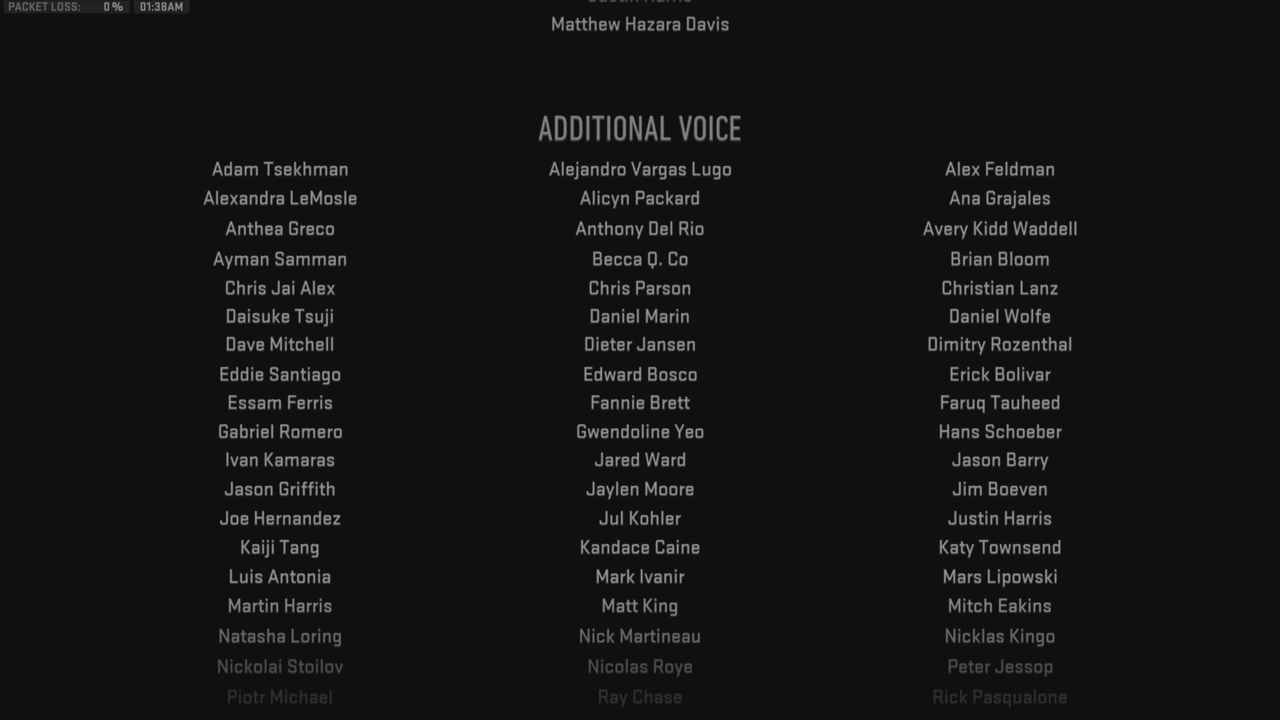 PACKET LOSS: 0 % 01:38AM
Matthew Hazara Davis
ADDITIONAL VOICE
Adam Tsekhman Alejandro Vargas Lugo Alex Feldman
Alexandra LeMosle Alicyn Packard Ana Grajales
Anthea Greco Anthony Del Rio Avery Kidd Waddell
Ayman Samman Becca Q. Co Brian Bloom
Chris Jai Alex Chris Parson Christian Lanz
Daisuke Tsuji Daniel Marin Daniel Wolfe
Dave Mitchell Dieter Jansen Dimitry Rozenthal
Eddie Santiago Edward Bosco Erick Bolivar
Essam Ferris Fannie Brett Faruq Tauheed
Gabriel Romero Gwendoline Yeo Hans Schoeber
Ivan Kamaras Jared Ward Jason Barry
Jason Griffith Jaylen Moore Jim Boeven
Joe Hernandez Jul Kohler Justin Harris
Kaiji Tang Kandace Caine Katy Townsend
Luis Antonia Mark Ivanir Mars Lipowski
Martin Harris Matt King Mitch Eakins
Natasha Loring Nick Martineau Nicklas Kingo
Nickolai Stoilov Nicolas Roye Peter Jessop
Piotr Michael Ray Chase Rick Pasqualone